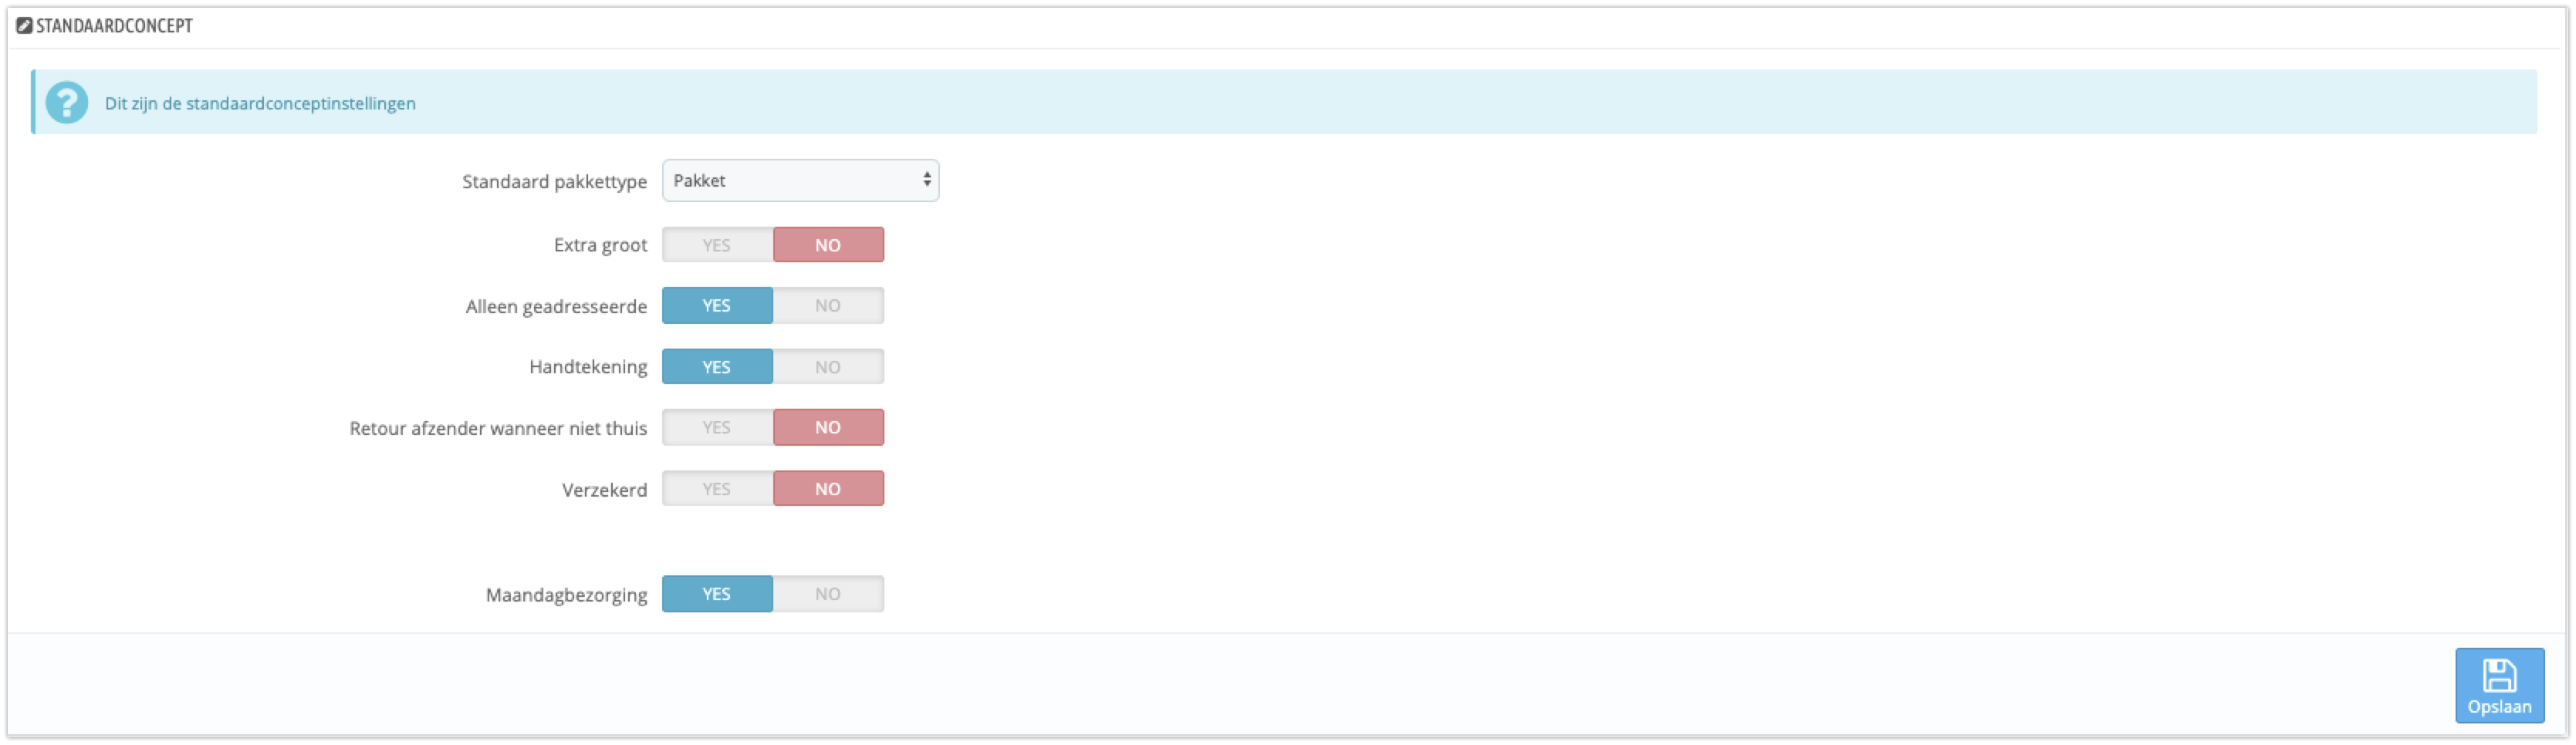 STANDAARDCONCEPT
Dit zijn de standaardconceptinstellingen
Standaard pakkettype Pakket
Extra groot YES NO
Alleen geadresseerde YES NO
Handtekening YES NO
Retour afzender wanneer niet thuis YES NO
Verzekerd YES NO
Maandagbezorging YES NO
Opslaan